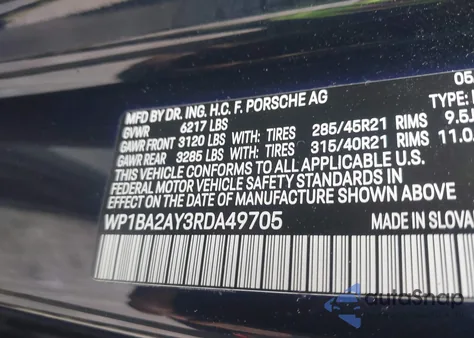 MFD BY DR. ING. H.C. F. PORSCHE AG 05
GVWR 6217 LBS TYPE:
GAWR FRONT 3120 LBS WITH: TIRES 285/45R21 RIMS 9.5J
GAWR REAR 3285 LBS WITH: TIRES 315/40R21 RIMS 11.0
THIS VEHICLE CONFORMS TO ALL APPLICABLE
FEDERAL MOTOR VEHICLE SAFETY STANDARDS IN
EFFECT ON THE DATE OF MANUFACTURE SHOWN ABOVE.
WP1BA2AY3RDA49705 MADE IN SLOVA
autoSnap